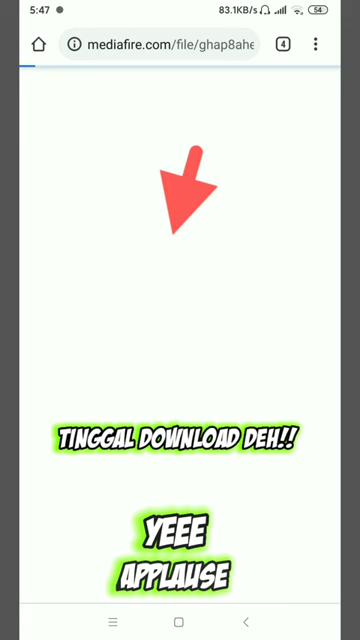 5:47 83.1KB/s 54
mediafire.com/file/ghap8ahe 4
TINGGAL DOWNLOAD DEH!!
YEEE
APPLAUSE